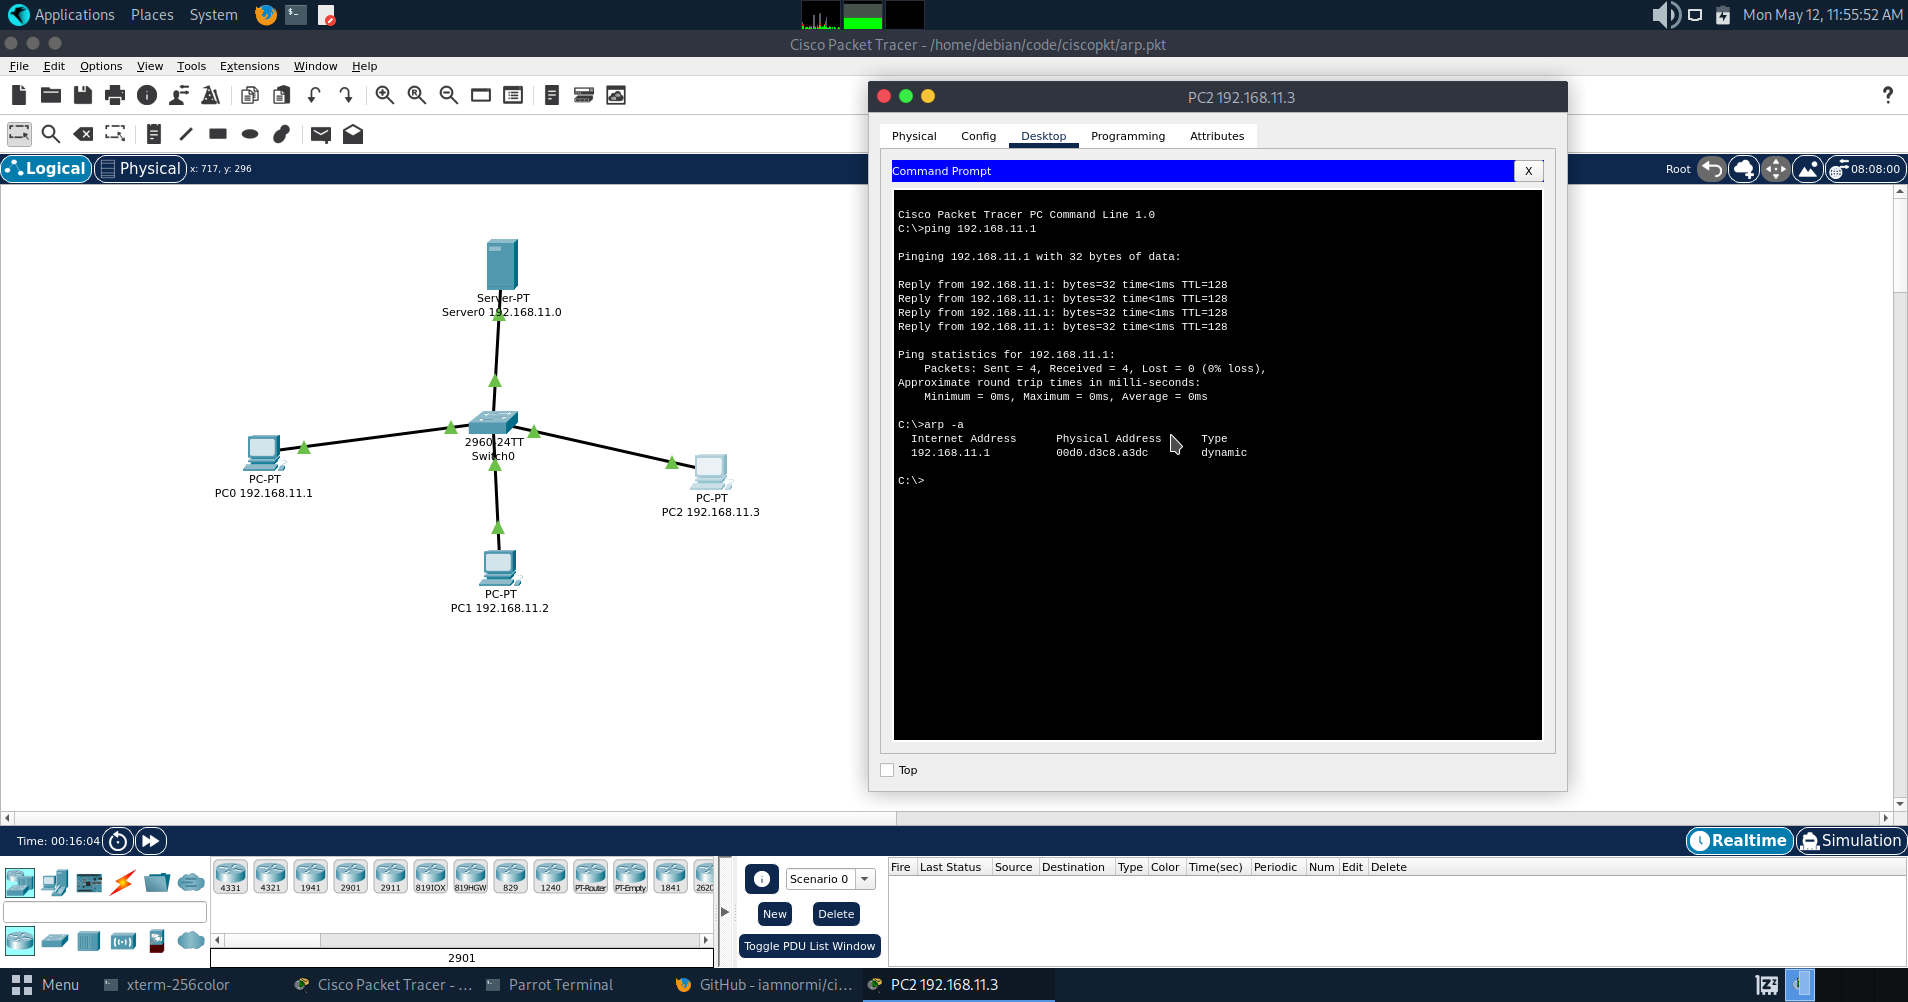 Applications Places System
Mon May 12, 11:55:52 AM
Cisco Packet Tracer - /home/debian/code/ciscopkt/arp.pkt
File Edit Options View Tools Extensions Window Help
?
Logical Physical x: 717, y: 296
Root 08:08:00
Server-PT
Server0 192.168.11.0
2960-24TT
Switch0
PC-PT
PC0 192.168.11.1
PC-PT
PC2 192.168.11.3
PC-PT
PC1 192.168.11.2
PC2 192.168.11.3
Physical Config Desktop Programming Attributes
Command Prompt X
Cisco Packet Tracer PC Command Line 1.0
C:\>ping 192.168.11.1
Pinging 192.168.11.1 with 32 bytes of data:
Reply from 192.168.11.1: bytes=32 time<1ms TTL=128
Reply from 192.168.11.1: bytes=32 time<1ms TTL=128
Reply from 192.168.11.1: bytes=32 time<1ms TTL=128
Reply from 192.168.11.1: bytes=32 time<1ms TTL=128
Ping statistics for 192.168.11.1:
Packets: Sent = 4, Received = 4, Lost = 0 (0% loss),
Approximate round trip times in milli-seconds:
Minimum = 0ms, Maximum = 0ms, Average = 0ms
C:\>arp -a
Internet Address Physical Address Type
192.168.11.1 00d0.d3c8.a3dc dynamic
C:\>
Top
Time: 00:16:04
Realtime Simulation
4331 4321 1941 2901 2911 819IOX 819HGW 829 1240 PT-Router PT-Empty 1841 2620
2901
Scenario 0
New Delete
Toggle PDU List Window
Fire Last Status Source Destination Type Color Time(sec) Periodic Num Edit Delete
Menu xterm-256color Cisco Packet Tracer - ... Parrot Terminal GitHub - iamnormi/ci... PC2 192.168.11.3